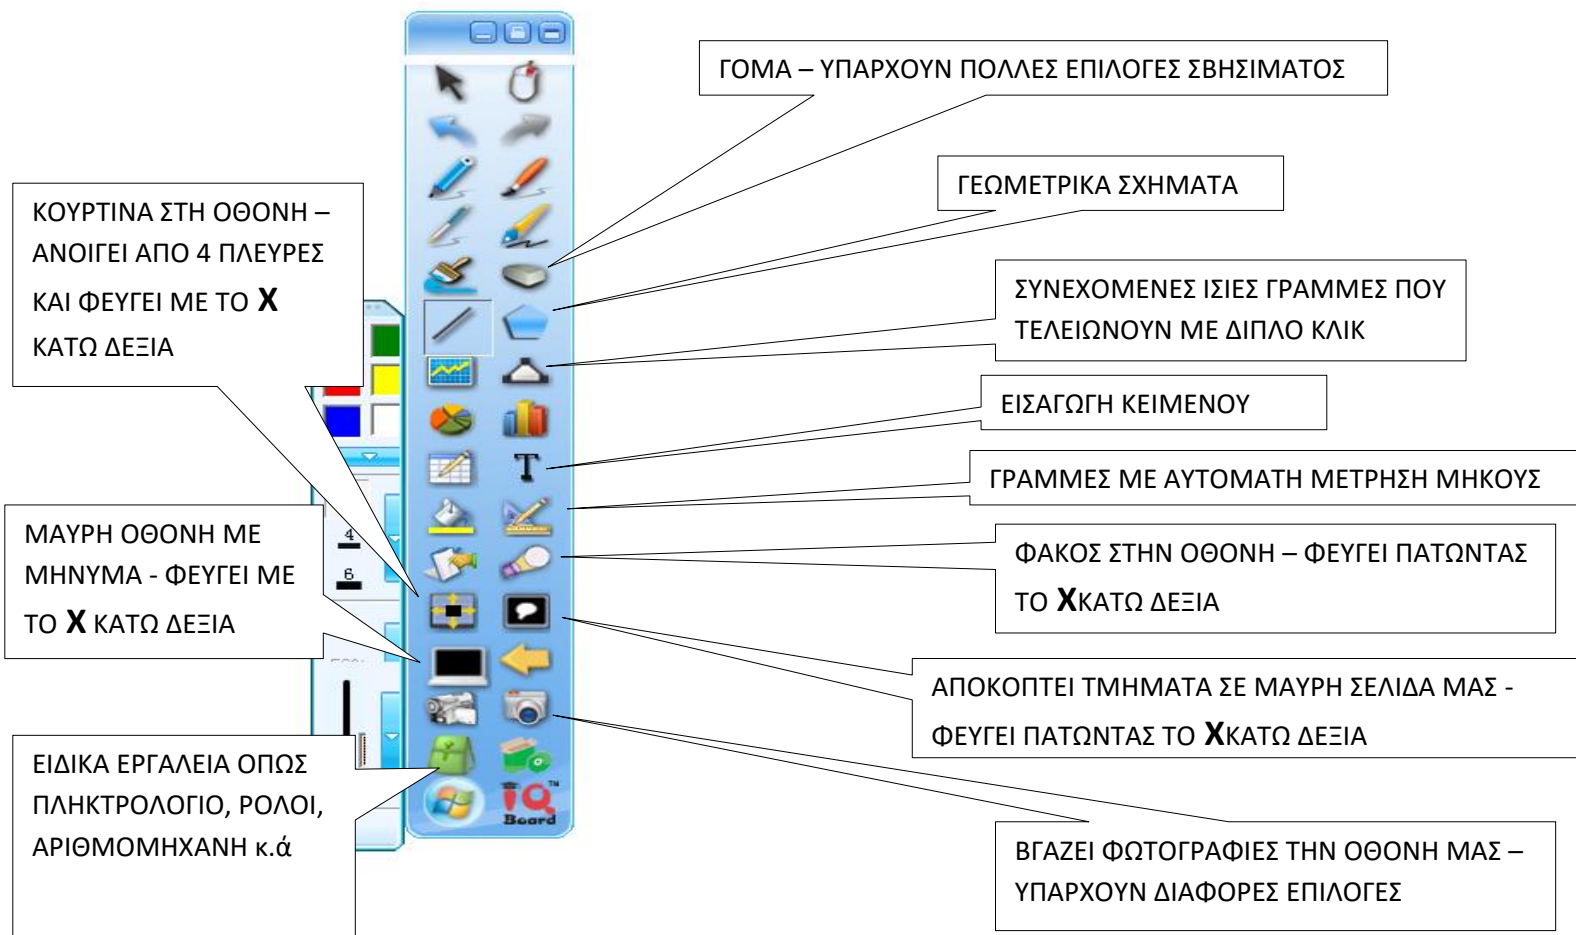 ΓΟΜΑ – ΥΠΑΡΧΟΥΝ ΠΟΛΛΕΣ ΕΠΙΛΟΓΕΣ ΣΒΗΣΙΜΑΤΟΣ
ΓΕΩΜΕΤΡΙΚΑ ΣΧΗΜΑΤΑ
ΚΟΥΡΤΙΝΑ ΣΤΗ ΟΘΟΝΗ –
ΑΝΟΙΓΕΙ ΑΠΟ 4 ΠΛΕΥΡΕΣ
ΚΑΙ ΦΕΥΓΕΙ ΜΕ ΤΟ X
ΚΑΤΩ ΔΕΞΙΑ
ΣΥΝΕΧΟΜΕΝΕΣ ΙΣΙΕΣ ΓΡΑΜΜΕΣ ΠΟΥ
ΤΕΛΕΙΩΝΟΥΝ ΜΕ ΔΙΠΛΟ ΚΛΙΚ
ΕΙΣΑΓΩΓΗ ΚΕΙΜΕΝΟΥ
T
ΓΡΑΜΜΕΣ ΜΕ ΑΥΤΟΜΑΤΗ ΜΕΤΡΗΣΗ ΜΗΚΟΥΣ
ΜΑΥΡΗ ΟΘΟΝΗ ΜΕ
ΜΗΝΥΜΑ - ΦΕΥΓΕΙ ΜΕ
ΤΟ X ΚΑΤΩ ΔΕΞΙΑ
4
6
ΦΑΚΟΣ ΣΤΗΝ ΟΘΟΝΗ – ΦΕΥΓΕΙ ΠΑΤΩΝΤΑΣ
ΤΟ XΚΑΤΩ ΔΕΞΙΑ
ΑΠΟΚΟΠΤΕΙ ΤΜΗΜΑΤΑ ΣΕ ΜΑΥΡΗ ΣΕΛΙΔΑ ΜΑΣ -
ΦΕΥΓΕΙ ΠΑΤΩΝΤΑΣ ΤΟ XΚΑΤΩ ΔΕΞΙΑ
ΕΙΔΙΚΑ ΕΡΓΑΛΕΙΑ ΟΠΩΣ
ΠΛΗΚΤΡΟΛΟΓΙΟ, ΡΟΛΟΙ,
ΑΡΙΘΜΟΜΗΧΑΝΗ κ.ά
IQ™
Board
ΒΓΑΖΕΙ ΦΩΤΟΓΡΑΦΙΕΣ ΤΗΝ ΟΘΟΝΗ ΜΑΣ –
ΥΠΑΡΧΟΥΝ ΔΙΑΦΟΡΕΣ ΕΠΙΛΟΓΕΣ